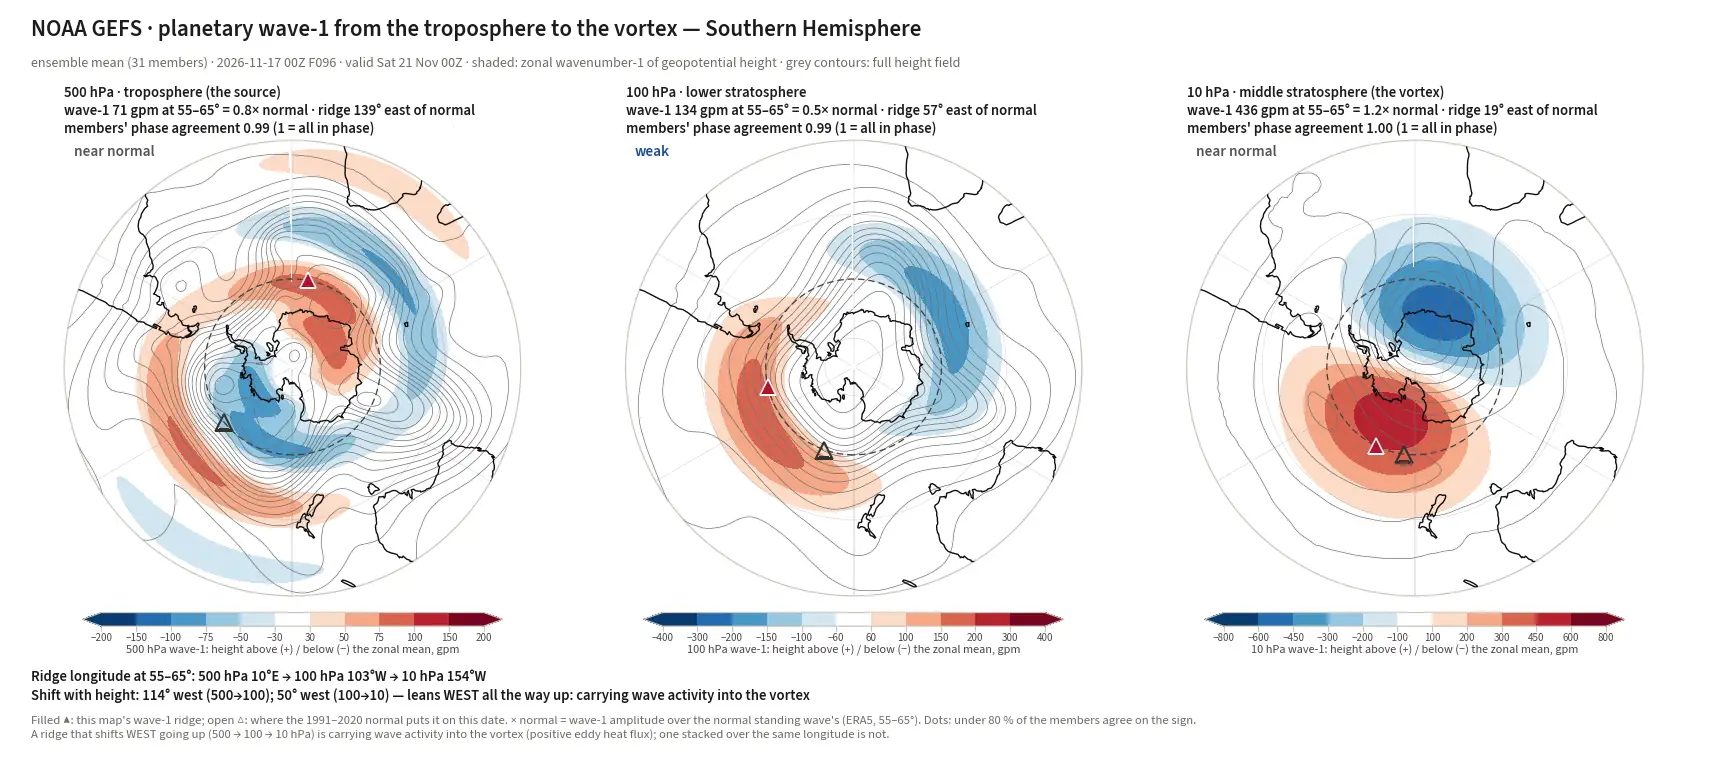 NOAA GEFS · planetary wave-1 from the troposphere to the vortex — Southern Hemisphere
ensemble mean (31 members) · 2026-11-17 00Z F096 · valid Sat 21 Nov 00Z · shaded: zonal wavenumber-1 of geopotential height · grey contours: full height field
500 hPa · troposphere (the source)
wave-1 71 gpm at 55–65° = 0.8× normal · ridge 139° east of normal
members' phase agreement 0.99 (1 = all in phase)
near normal
100 hPa · lower stratosphere
wave-1 134 gpm at 55–65° = 0.5× normal · ridge 57° east of normal
members' phase agreement 0.99 (1 = all in phase)
weak
10 hPa · middle stratosphere (the vortex)
wave-1 436 gpm at 55–65° = 1.2× normal · ridge 19° east of normal
members' phase agreement 1.00 (1 = all in phase)
near normal
−200 −150 −100 −75 −50 −30 30 50 75 100 150 200
500 hPa wave-1: height above (+) / below (−) the zonal mean, gpm
−400 −300 −200 −150 −100 −60 60 100 150 200 300 400
100 hPa wave-1: height above (+) / below (−) the zonal mean, gpm
−800 −600 −450 −300 −200 −100 100 200 300 450 600 800
10 hPa wave-1: height above (+) / below (−) the zonal mean, gpm
Ridge longitude at 55–65°: 500 hPa 10°E → 100 hPa 103°W → 10 hPa 154°W
Shift with height: 114° west (500→100); 50° west (100→10) — leans WEST all the way up: carrying wave activity into the vortex
Filled ▲: this map's wave-1 ridge; open △: where the 1991–2020 normal puts it on this date. × normal = wave-1 amplitude over the normal standing wave's (ERA5, 55–65°). Dots: under 80 % of the members agree on the sign.
A ridge that shifts WEST going up (500 → 100 → 10 hPa) is carrying wave activity into the vortex (positive eddy heat flux); one stacked over the same longitude is not.